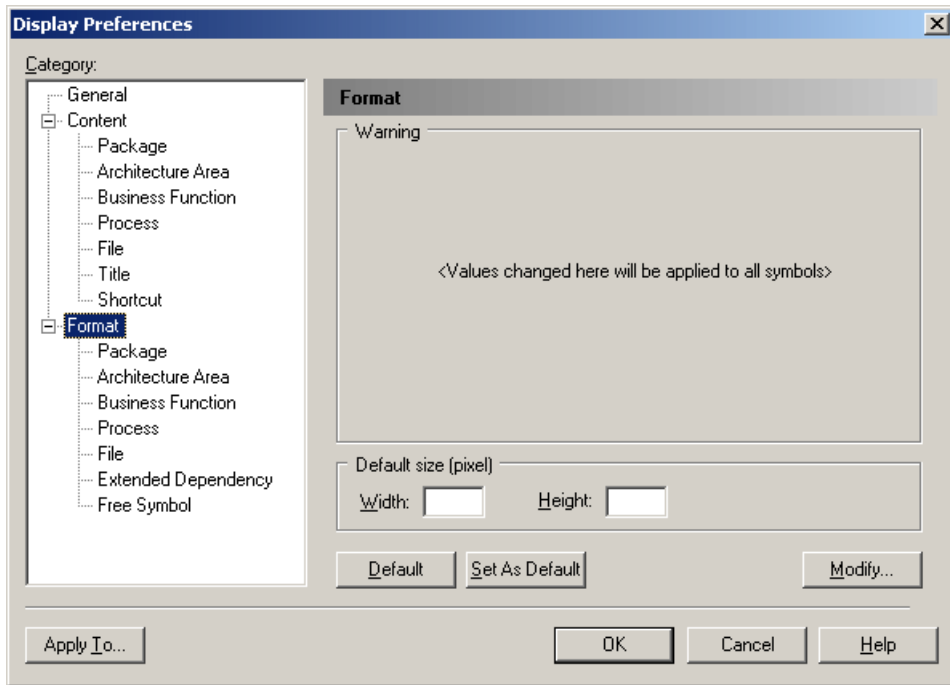 Display Preferences
Category:
General
Content
Package
Architecture Area
Business Function
Process
File
Title
Shortcut
Format
Package
Architecture Area
Business Function
Process
File
Extended Dependency
Free Symbol
Format
Warning
<Values changed here will be applied to all symbols>
Default size (pixel)
Width:
Height:
Default
Set As Default
Modify...
Apply To...
OK
Cancel
Help